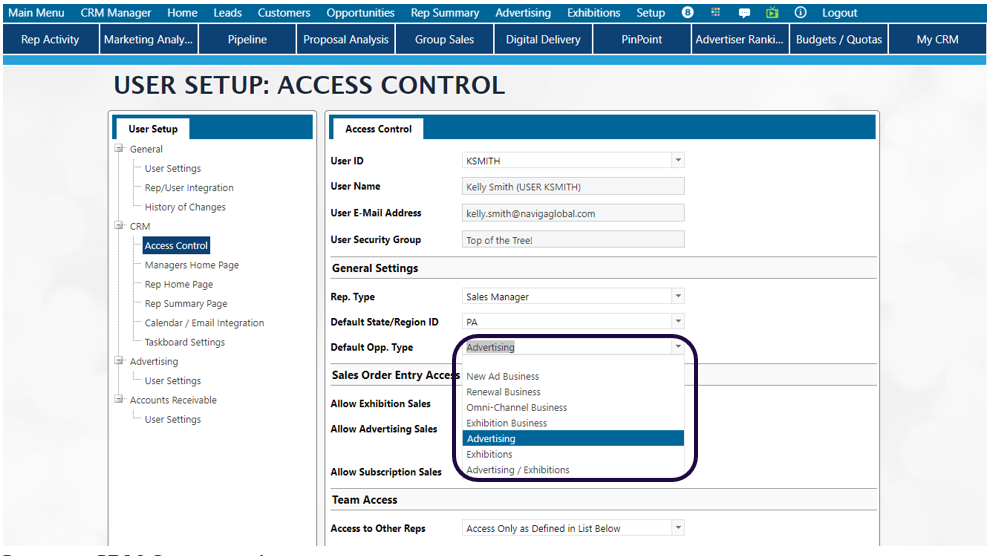 Main Menu CRM Manager Home Leads Customers Opportunities Rep Summary Advertising Exhibitions Setup 8 Logout
Rep Activity Marketing Analy... Pipeline Proposal Analysis Group Sales Digital Delivery PinPoint Advertiser Ranki... Budgets / Quotas My CRM
USER SETUP: ACCESS CONTROL
User Setup
General
User Settings
Rep/User Integration
History of Changes
CRM
Access Control
Managers Home Page
Rep Home Page
Rep Summary Page
Calendar / Email Integration
Taskboard Settings
Advertising
User Settings
Accounts Receivable
User Settings
Access Control
User ID KSMITH
User Name Kelly Smith (USER KSMITH)
User E-Mail Address kelly.smith@navigaglobal.com
User Security Group Top of the Tree!
General Settings
Rep. Type Sales Manager
Default State/Region ID PA
Default Opp. Type Advertising
New Ad Business
Renewal Business
Omni-Channel Business
Exhibition Business
Advertising
Exhibitions
Advertising / Exhibitions
Sales Order Entry Access
Allow Exhibition Sales
Allow Advertising Sales
Allow Subscription Sales
Team Access
Access to Other Reps Access Only as Defined in List Below